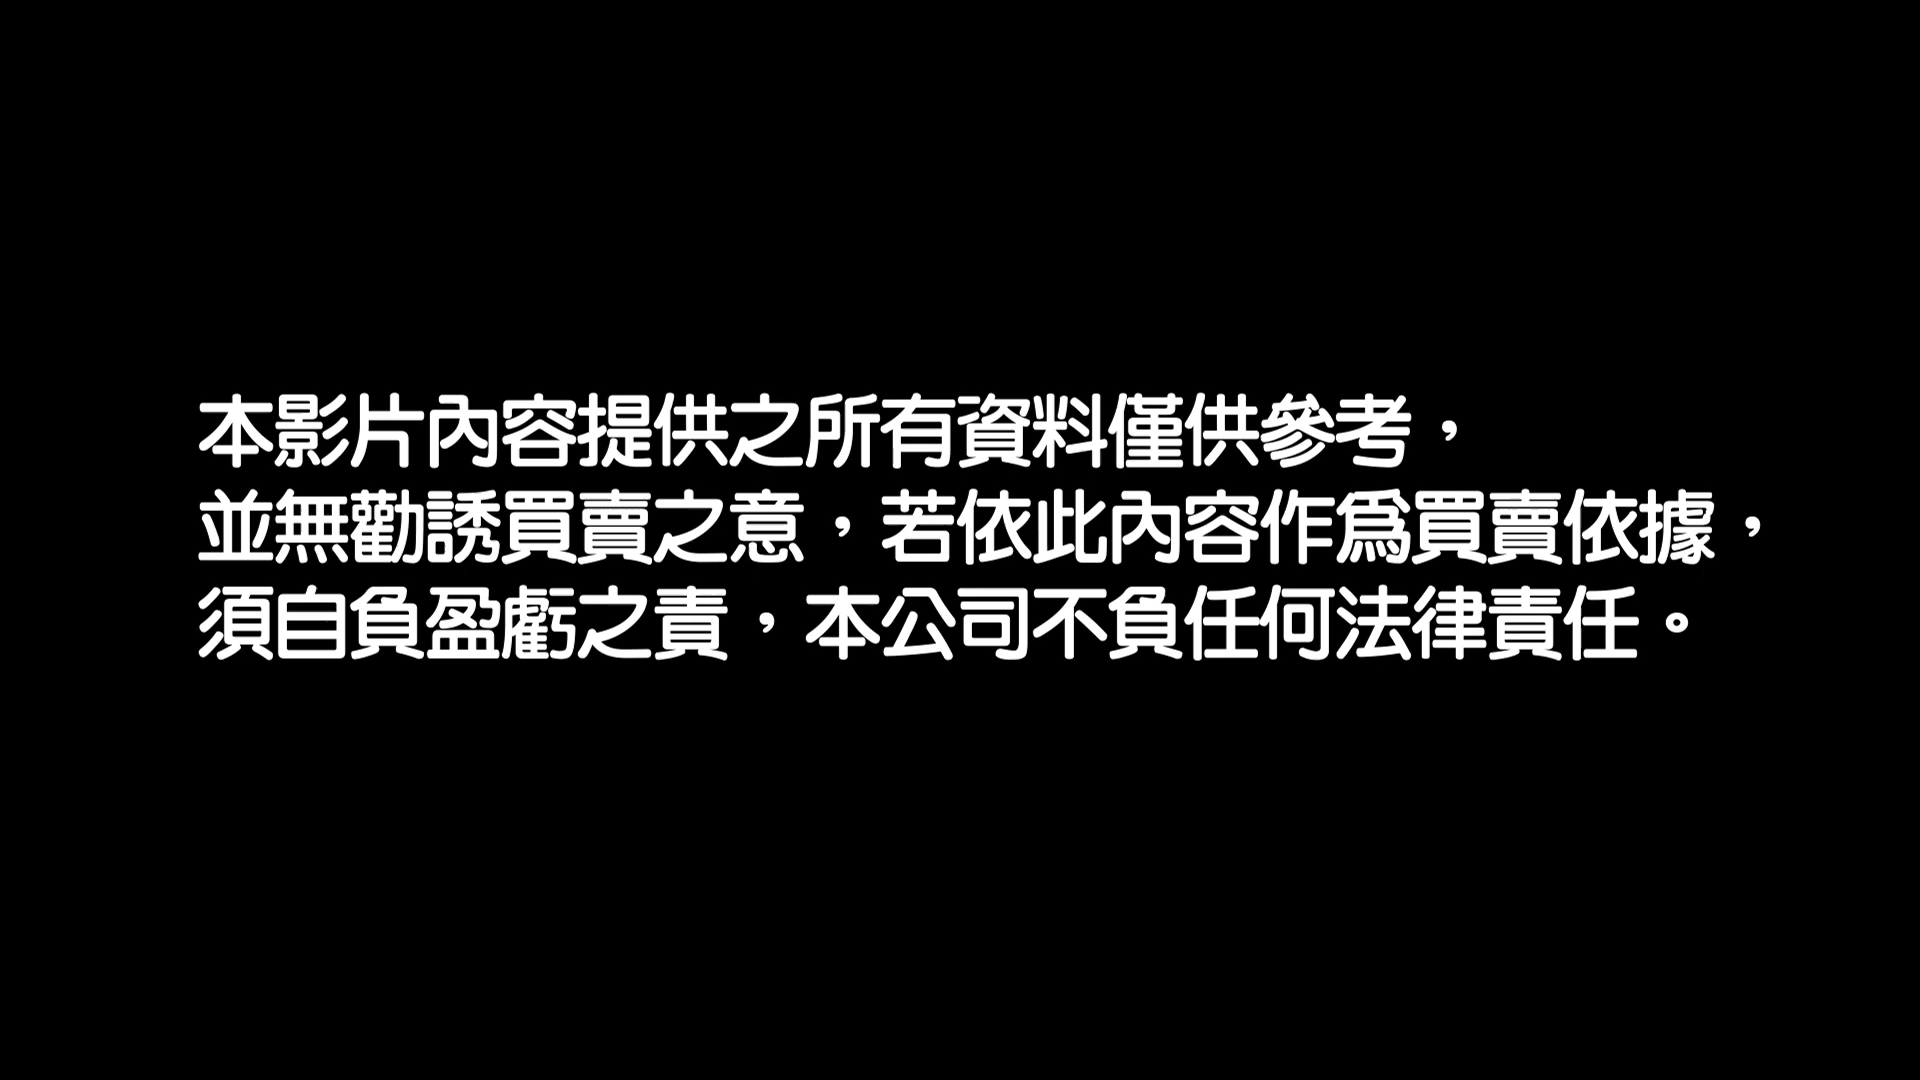 本影片內容提供之所有資料僅供參考，
並無勸誘買賣之意，若依此內容作為買賣依據，
須自負盈虧之責，本公司不負任何法律責任。